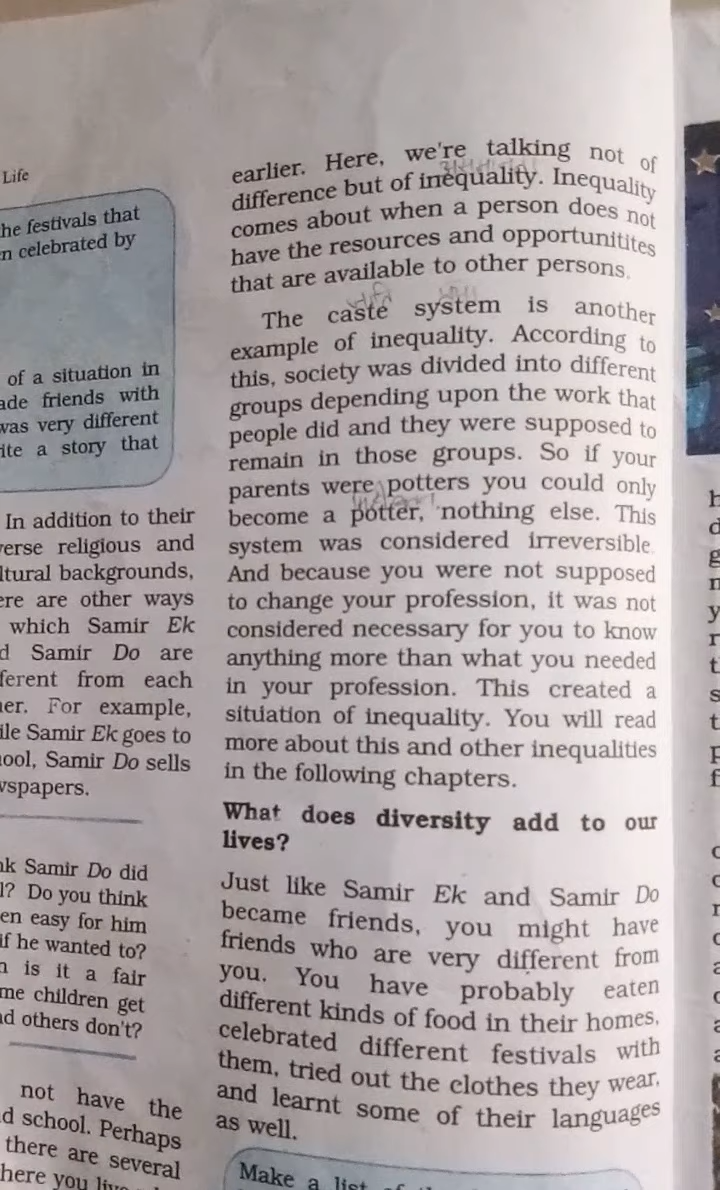 Life
he festivals that
n celebrated by
of a situation in
ade friends with
was very different
ite a story that
In addition to their
verse religious and
ltural backgrounds,
ere are other ways
which Samir Ek
d Samir Do are
ferent from each
er. For example,
ile Samir Ek goes to
ool, Samir Do sells
wspapers.
nk Samir Do did
l? Do you think
en easy for him
if he wanted to?
n is it a fair
me children get
nd others don't?
not have the
d school. Perhaps
there are several
here you live
earlier. Here, we're talking not of
difference but of inequality. Inequality
comes about when a person does not
have the resources and opportunitites
that are available to other persons.
The caste system is another
example of inequality. According to
this, society was divided into different
groups depending upon the work that
people did and they were supposed to
remain in those groups. So if your
parents were potters you could only
become a potter, nothing else. This
system was considered irreversible.
And because you were not supposed
to change your profession, it was not
considered necessary for you to know
anything more than what you needed
in your profession. This created a
situation of inequality. You will read
more about this and other inequalities
in the following chapters.
What does diversity add to our
lives?
Just like Samir Ek and Samir Do
became friends, you might have
friends who are very different from
you. You have probably eaten
different kinds of food in their homes,
celebrated different festivals with
them, tried out the clothes they wear,
and learnt some of their languages
as well.
Make a list of